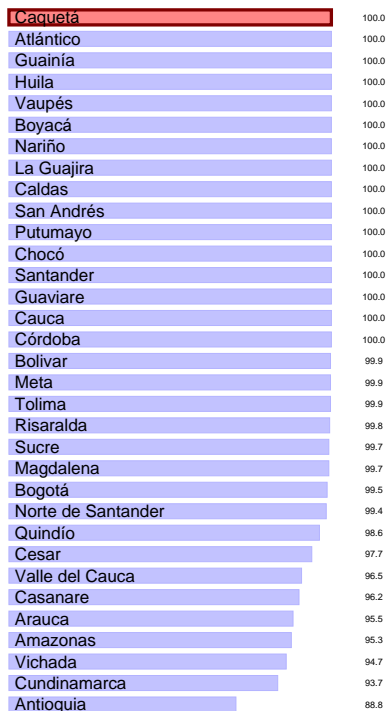 Caquetá 100.0
Atlántico 100.0
Guainía 100.0
Huila 100.0
Vaupés 100.0
Boyacá 100.0
Nariño 100.0
La Guajira 100.0
Caldas 100.0
San Andrés 100.0
Putumayo 100.0
Chocó 100.0
Santander 100.0
Guaviare 100.0
Cauca 100.0
Córdoba 100.0
Bolivar 99.9
Meta 99.9
Tolima 99.9
Risaralda 99.8
Sucre 99.7
Magdalena 99.7
Bogotá 99.5
Norte de Santander 99.4
Quindío 98.6
Cesar 97.7
Valle del Cauca 96.5
Casanare 96.2
Arauca 95.5
Amazonas 95.3
Vichada 94.7
Cundinamarca 93.7
Antioquia 88.8